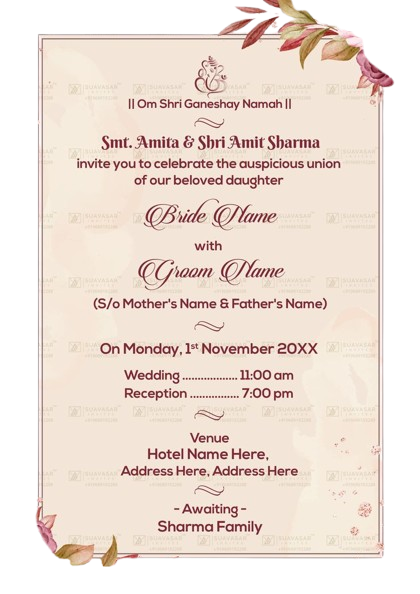 || Om Shri Ganeshay Namah ||
Smt. Amita & Shri Amit Sharma
invite you to celebrate the auspicious union
of our beloved daughter
Bride Name
with
Groom Name
(S/o Mother's Name & Father's Name)
On Monday, 1st November 20XX
Wedding .................. 11:00 am
Reception ................ 7:00 pm
Venue
Hotel Name Here,
Address Here, Address Here
- Awaiting -
Sharma Family